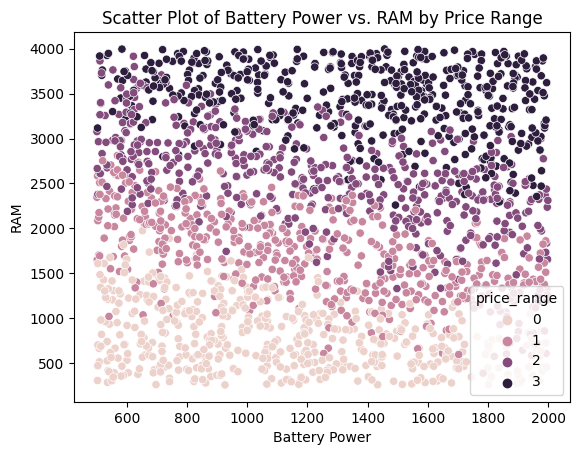 Scatter Plot of Battery Power vs. RAM by Price Range
4000
3500
3000
2500
2000
1500
1000
500
RAM
price_range
0
1
2
3
600 800 1000 1200 1400 1600 1800 2000
Battery Power